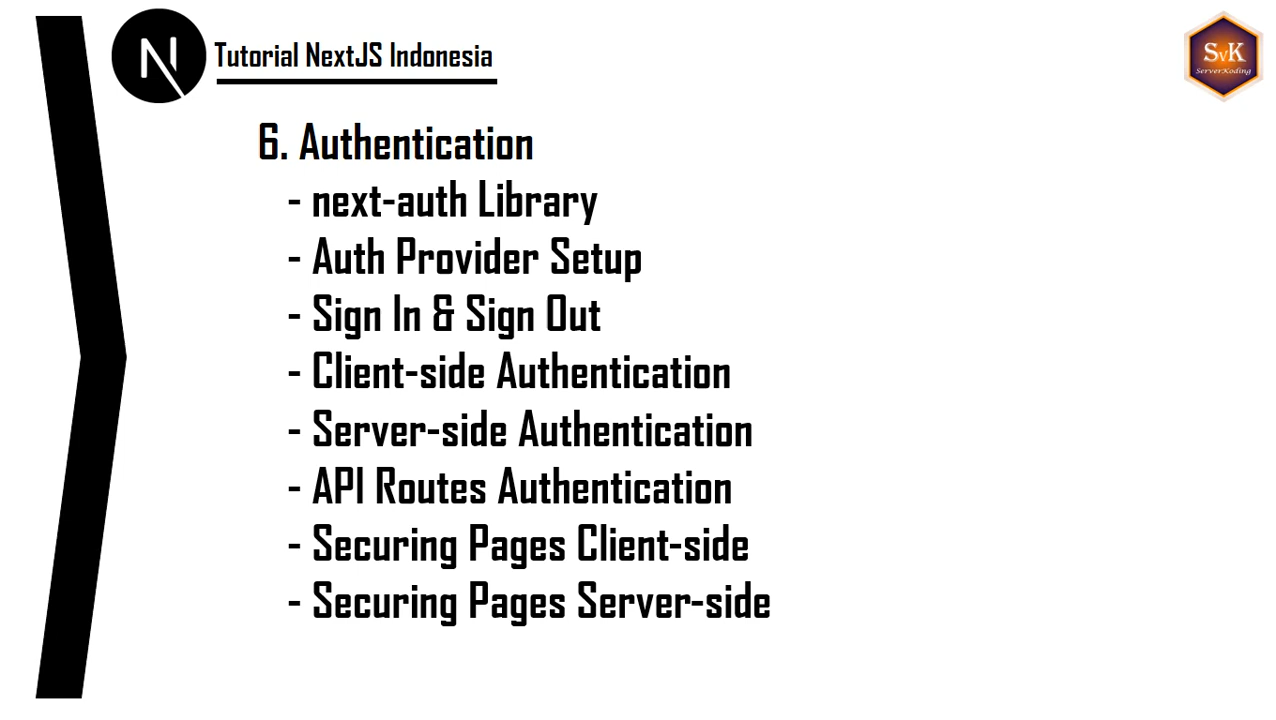 Tutorial NextJS Indonesia
SvK
ServerKoding
6. Authentication
- next-auth Library
- Auth Provider Setup
- Sign In & Sign Out
- Client-side Authentication
- Server-side Authentication
- API Routes Authentication
- Securing Pages Client-side
- Securing Pages Server-side